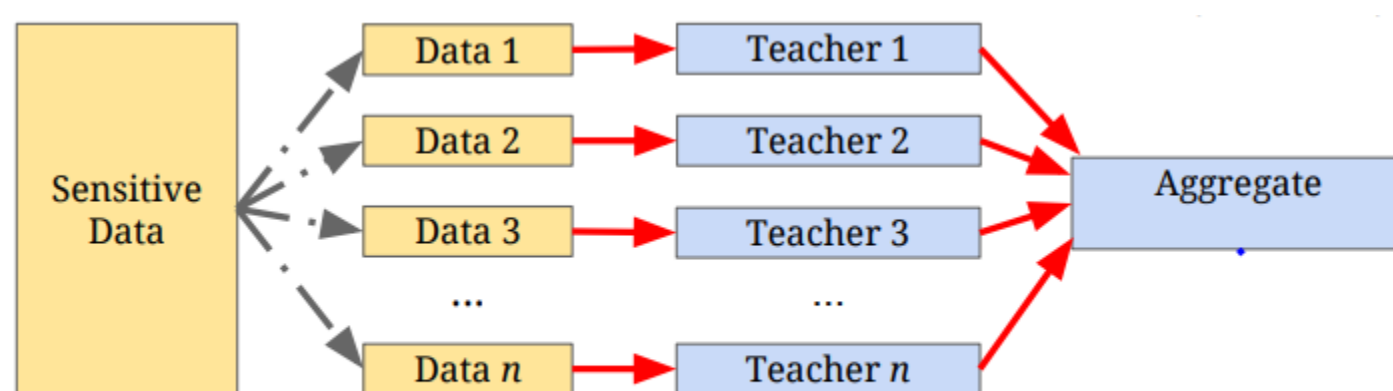 Sensitive
Data
Data 1
Teacher 1
Data 2
Teacher 2
Data 3
Teacher 3
...
...
Data n
Teacher n
Aggregate